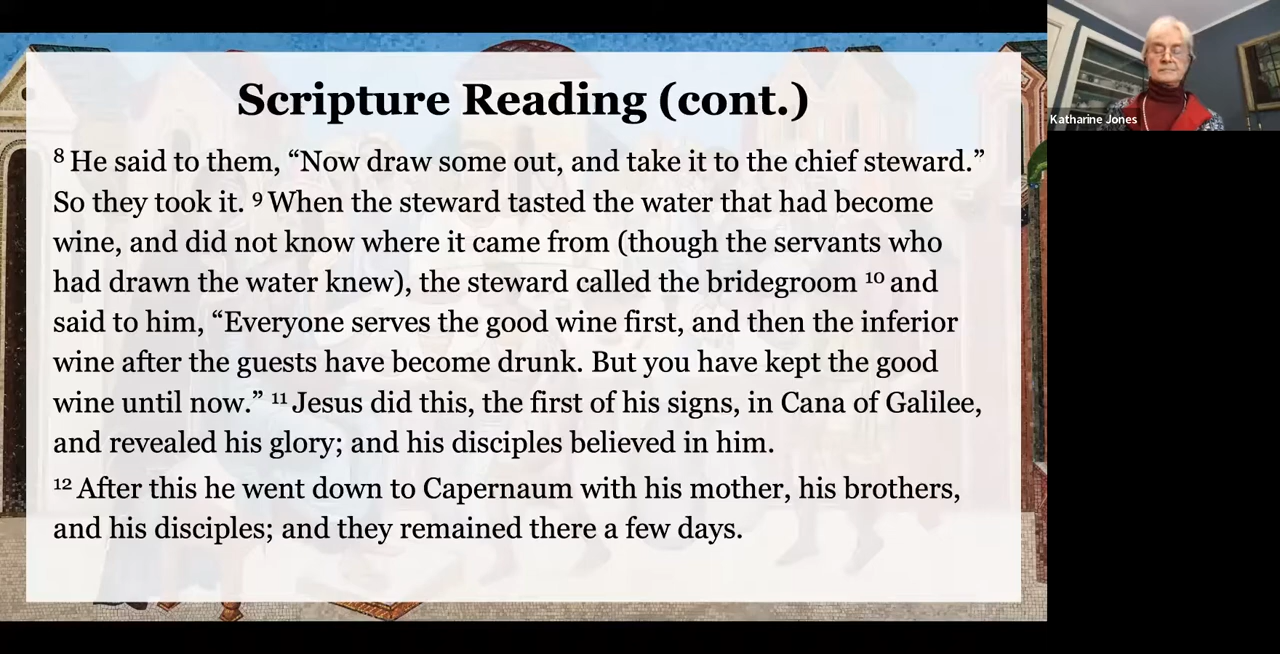 Scripture Reading (cont.)
⁸ He said to them, “Now draw some out, and take it to the chief steward.”
So they took it. ⁹ When the steward tasted the water that had become
wine, and did not know where it came from (though the servants who
had drawn the water knew), the steward called the bridegroom ¹⁰ and
said to him, “Everyone serves the good wine first, and then the inferior
wine after the guests have become drunk. But you have kept the good
wine until now.” ¹¹ Jesus did this, the first of his signs, in Cana of Galilee,
and revealed his glory; and his disciples believed in him.
¹² After this he went down to Capernaum with his mother, his brothers,
and his disciples; and they remained there a few days.
Katharine Jones